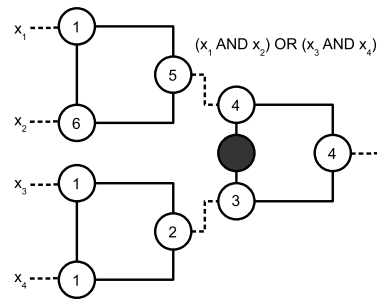 x₁ 1
(x₁ AND x₂) OR (x₃ AND x₄)
5
4
x₂ 6
4
x₃ 1
3
2
x₄ 1